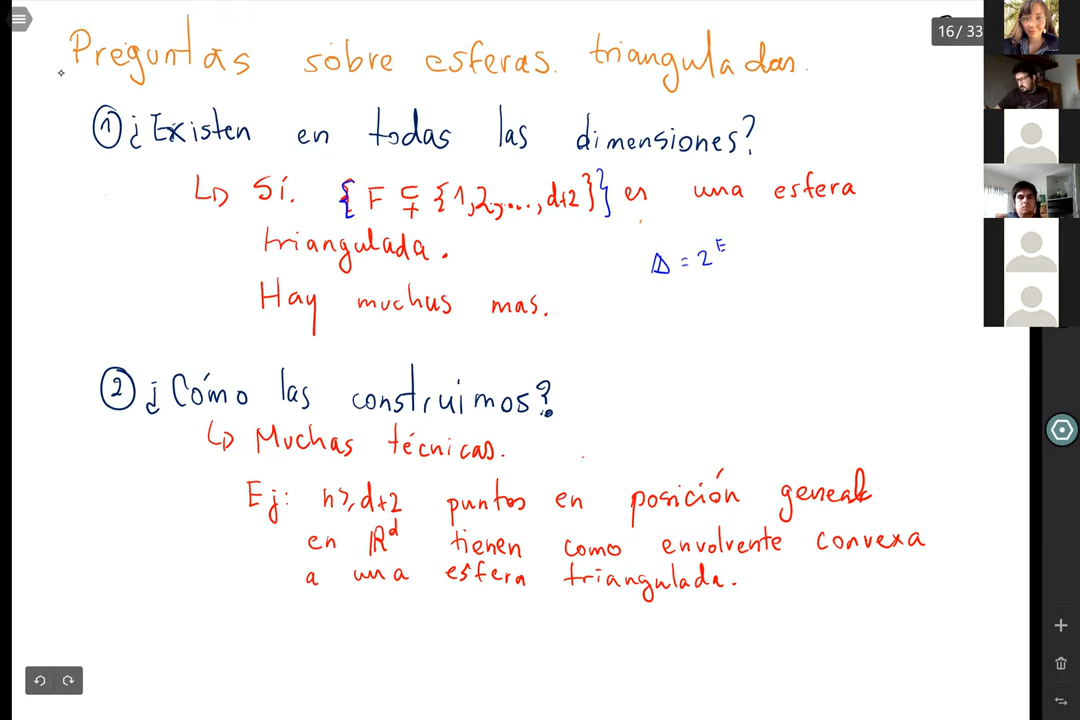 16/33
Preguntas sobre esferas trianguladas.
① ¿Existen en todas las dimensiones?
↳ Sí. {F ⊊ {1,2,...,d+2}} es una esfera
triangulada.
Δ = 2^E
Hay muchus mas.
② ¿Cómo las construimos?
↳ Muchas técnicas.
Ej: n ≥ d+2 puntos en posición general
en ℝ^d tienen como envolvente convexa
a una esfera triangulada.